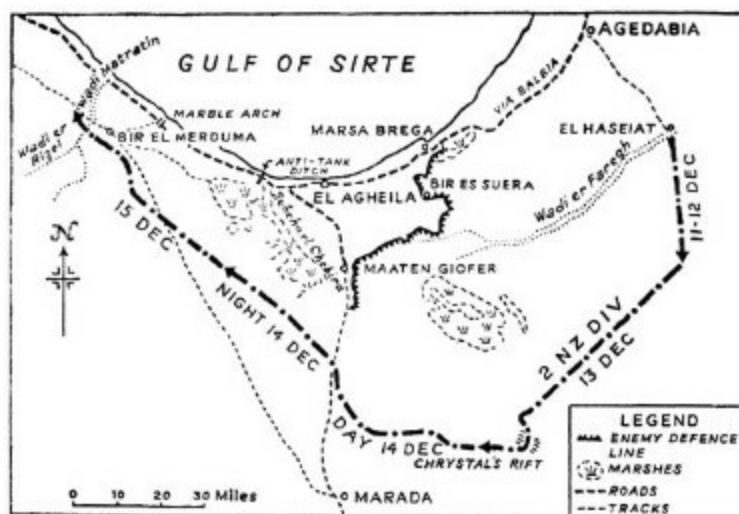 AGEDABIA
GULF OF SIRTE
Wadi Matratin
VIA BALBIA
MARBLE ARCH
MARSA BREGA
EL HASEIAT
Wadi er Rigel
BIR EL MERDUMA
ANTI-TANK
DITCH
EL AGHEILA
BIR ES SUERA
Wadi er Faregh
11-12 DEC
15 DEC
N
MAATEN GIOFER
NIGHT 14 DEC
2 NZ DIV
13 DEC
DAY 14 DEC
CHRYSTAL'S RIFT
MARADA
0 10 20 30 Miles
LEGEND
ENEMY DEFENCE
LINE
MARSHES
ROADS
TRACKS